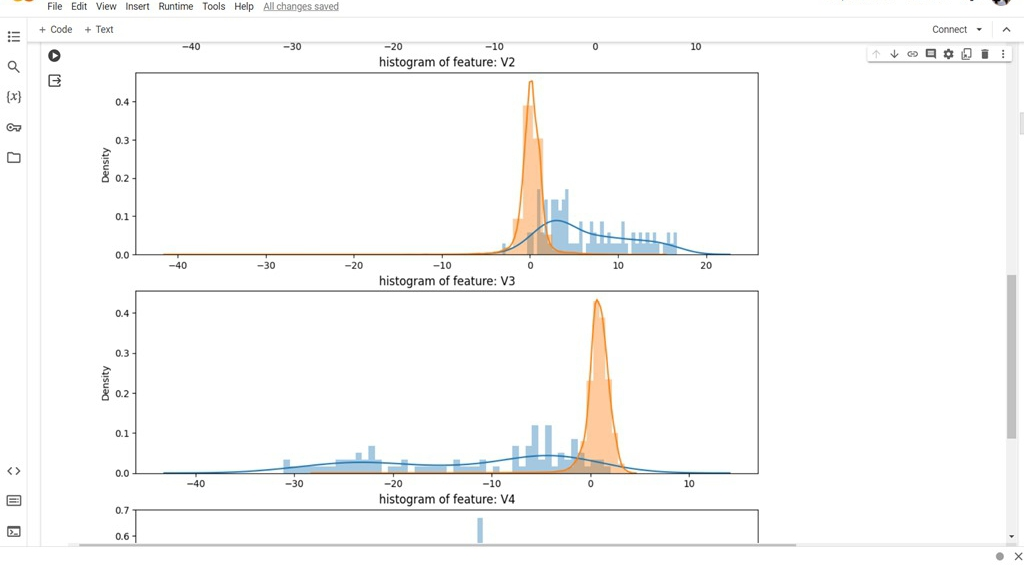 File Edit View Insert Runtime Tools Help All changes saved
+ Code + Text Connect
−40 −30 −20 −10 0 10
histogram of feature: V2
0.4
0.3
0.2
0.1
0.0
Density
−40 −30 −20 −10 0 10 20
histogram of feature: V3
0.4
0.3
0.2
0.1
0.0
Density
−40 −30 −20 −10 0 10
histogram of feature: V4
0.7
0.6
{x}